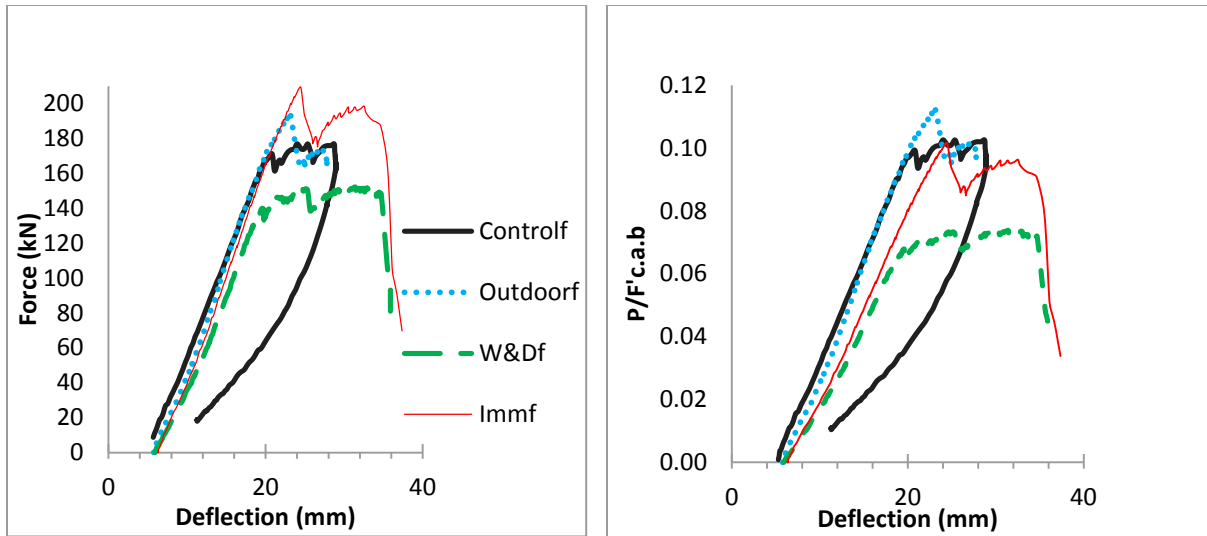 Force (kN)
200
180
160
140
120
100
80
60
40
20
0
0 20 40
Deflection (mm)
Controlf
Outdoorf
W&Df
Immf
P/F'c.a.b
0.12
0.10
0.08
0.06
0.04
0.02
0.00
0 20 40
Deflection (mm)